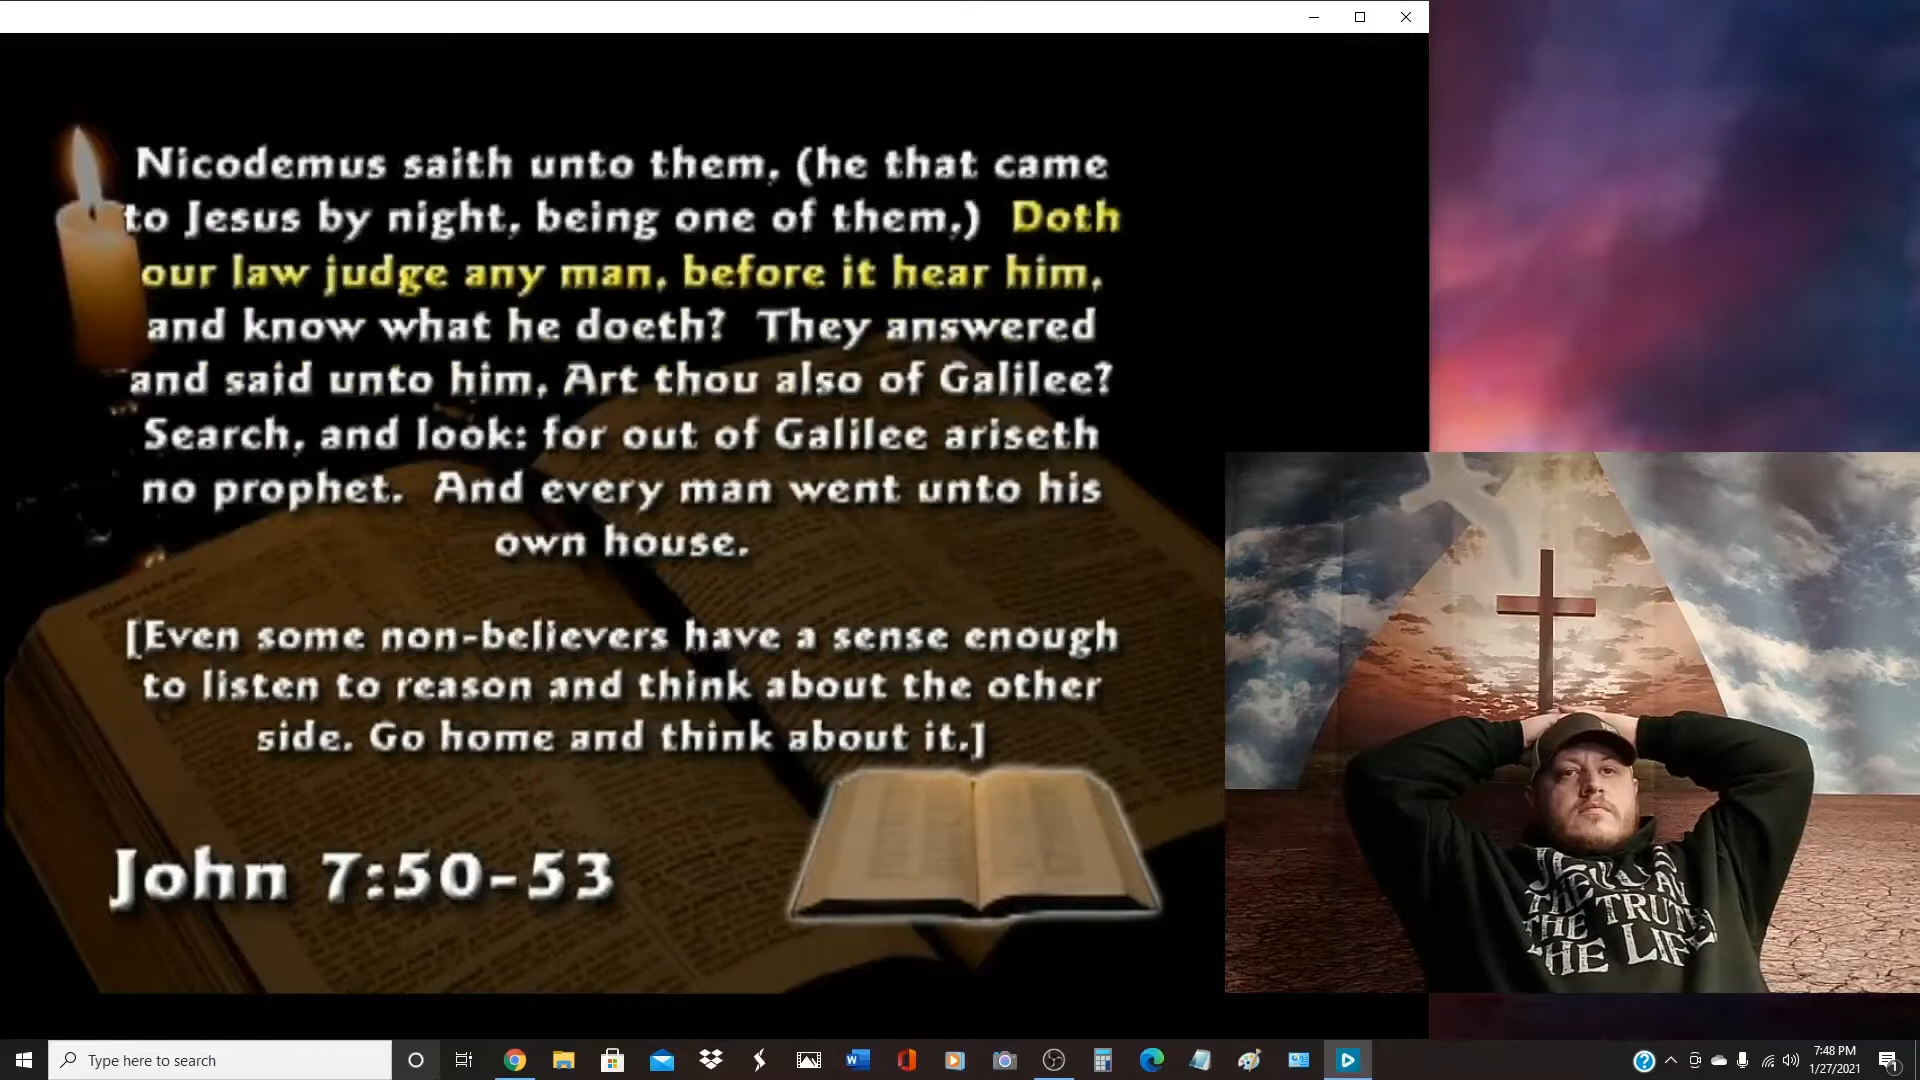 Nicodemus saith unto them, (he that came
to Jesus by night, being one of them,) Doth
our law judge any man, before it hear him,
and know what he doeth? They answered
and said unto him, Art thou also of Galilee?
Search, and look: for out of Galilee ariseth
no prophet. And every man went unto his
own house.
[Even some non-believers have a sense enough
to listen to reason and think about the other
side. Go home and think about it.]
John 7:50-53
THE TRUTH
THE LIFE
Type here to search
7:48 PM
1/27/2021